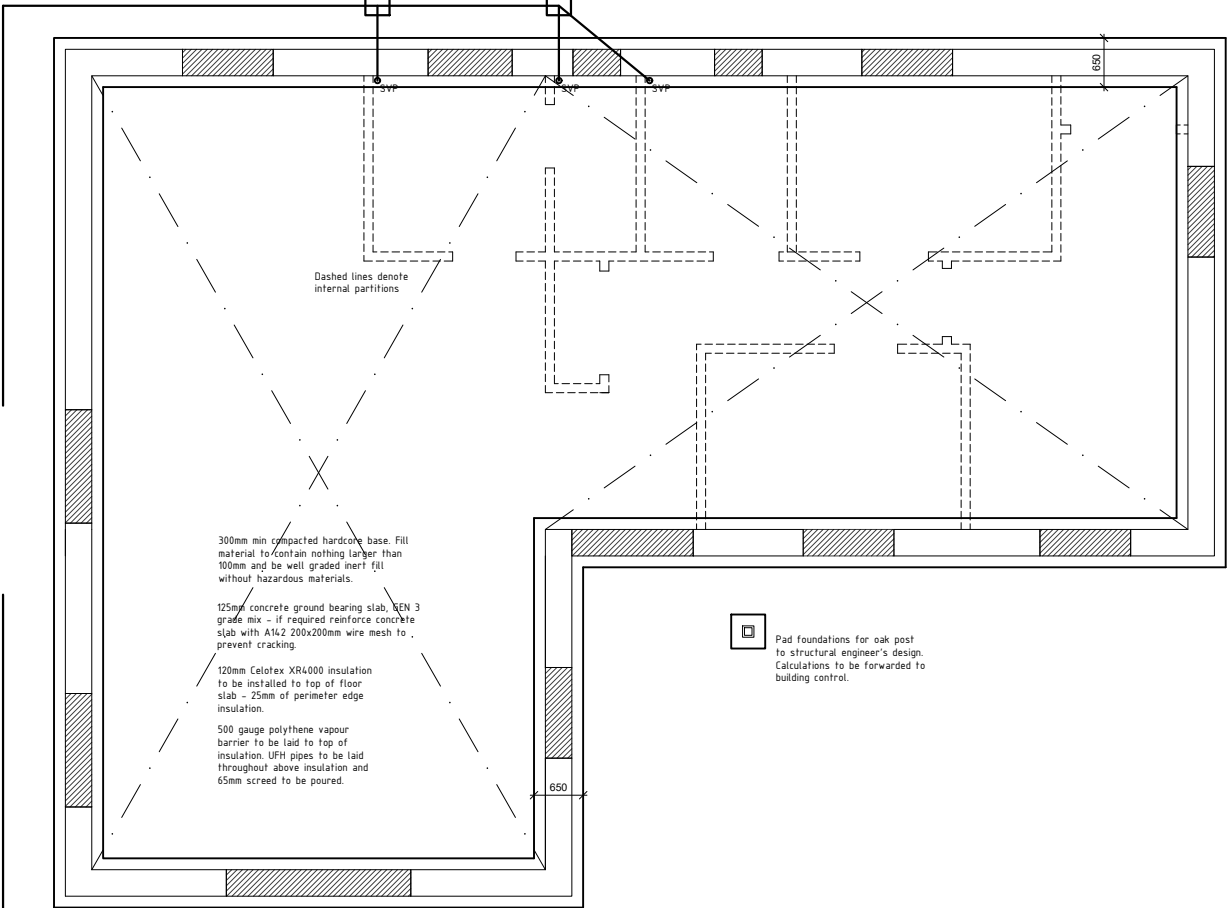 650
SVP
SVP
SVP
Dashed lines denote
internal partitions
300mm min compacted hardcore base. Fill
material to contain nothing larger than
100mm and be well graded inert fill
without hazardous materials.
125mm concrete ground bearing slab, GEN 3
grade mix - if required reinforce concrete
slab with A142 200x200mm wire mesh to
prevent cracking.
120mm Celotex XR4000 insulation
to be installed to top of floor
slab - 25mm of perimeter edge
insulation.
500 gauge polythene vapour
barrier to be laid to top of
insulation. UFH pipes to be laid
throughout above insulation and
65mm screed to be poured.
Pad foundations for oak post
to structural engineer's design.
Calculations to be forwarded to
building control.
650